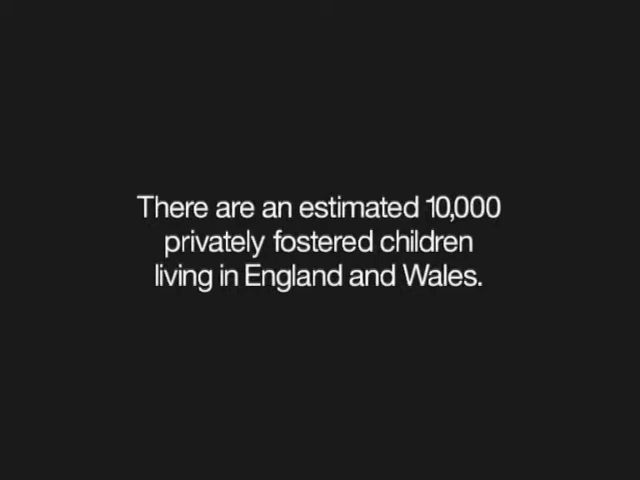 There are an estimated 10,000
privately fostered children
living in England and Wales.